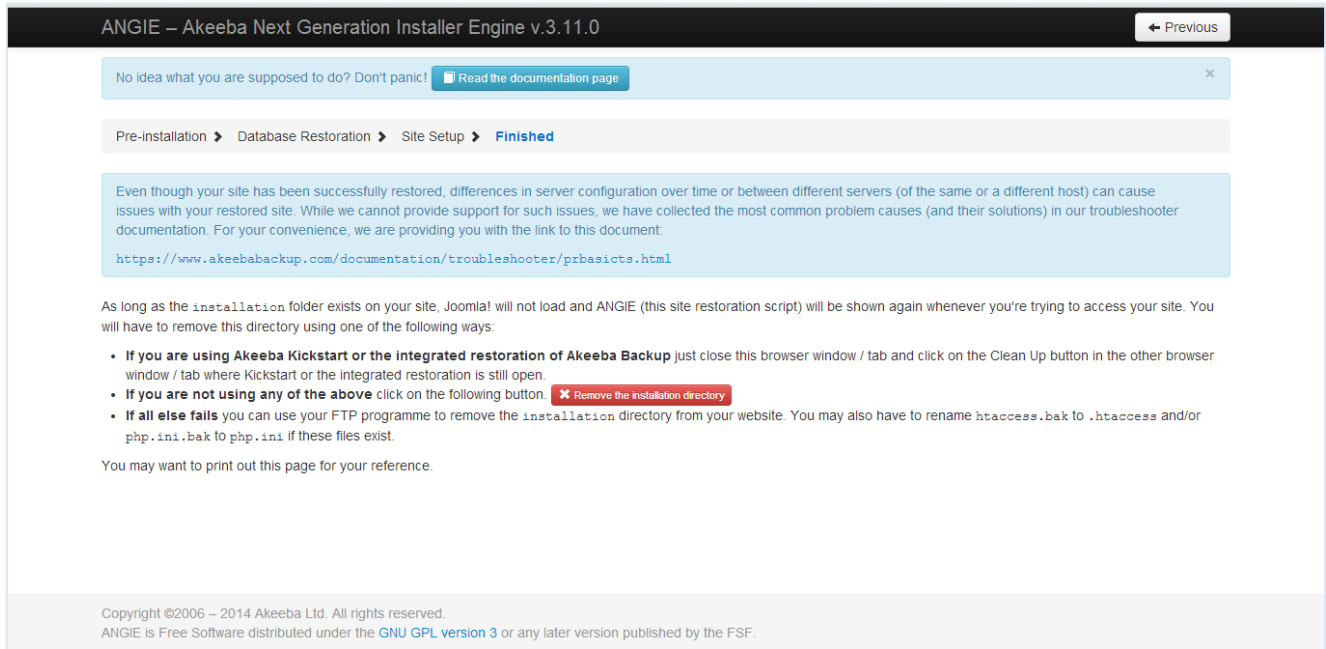 ANGIE – Akeeba Next Generation Installer Engine v.3.11.0
Previous
No idea what you are supposed to do? Don't panic! Read the documentation page
×
Pre-installation Database Restoration Site Setup Finished
Even though your site has been successfully restored, differences in server configuration over time or between different servers (of the same or a different host) can cause
issues with your restored site. While we cannot provide support for such issues, we have collected the most common problem causes (and their solutions) in our troubleshooter
documentation. For your convenience, we are providing you with the link to this document:
https://www.akeebabackup.com/documentation/troubleshooter/prbasicts.html
As long as the installation folder exists on your site, Joomla! will not load and ANGIE (this site restoration script) will be shown again whenever you're trying to access your site. You
will have to remove this directory using one of the following ways:
• If you are using Akeeba Kickstart or the integrated restoration of Akeeba Backup just close this browser window / tab and click on the Clean Up button in the other browser
window / tab where Kickstart or the integrated restoration is still open.
• If you are not using any of the above click on the following button. Remove the installation directory
• If all else fails you can use your FTP programme to remove the installation directory from your website. You may also have to rename htaccess.bak to .htaccess and/or
php.ini.bak to php.ini if these files exist.
You may want to print out this page for your reference.
Copyright ©2006 – 2014 Akeeba Ltd. All rights reserved.
ANGIE is Free Software distributed under the GNU GPL version 3 or any later version published by the FSF.